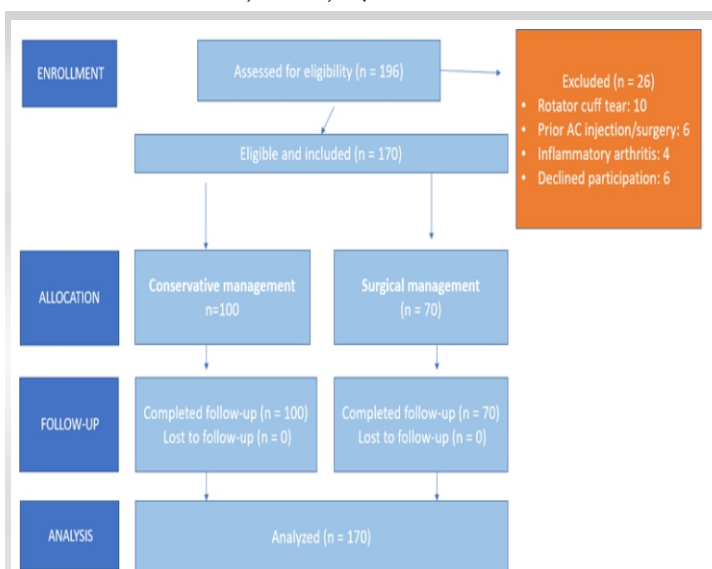 ENROLLMENT
Assessed for eligibility (n = 196)
Excluded (n = 26)
• Rotator cuff tear: 10
• Prior AC injection/surgery: 6
• Inflammatory arthritis: 4
• Declined participation: 6
Eligible and included (n = 170)
ALLOCATION
Conservative management
n=100
Surgical management
(n = 70)
FOLLOW-UP
Completed follow-up (n = 100)
Lost to follow-up (n = 0)
Completed follow-up (n = 70)
Lost to follow-up (n = 0)
ANALYSIS
Analyzed (n = 170)